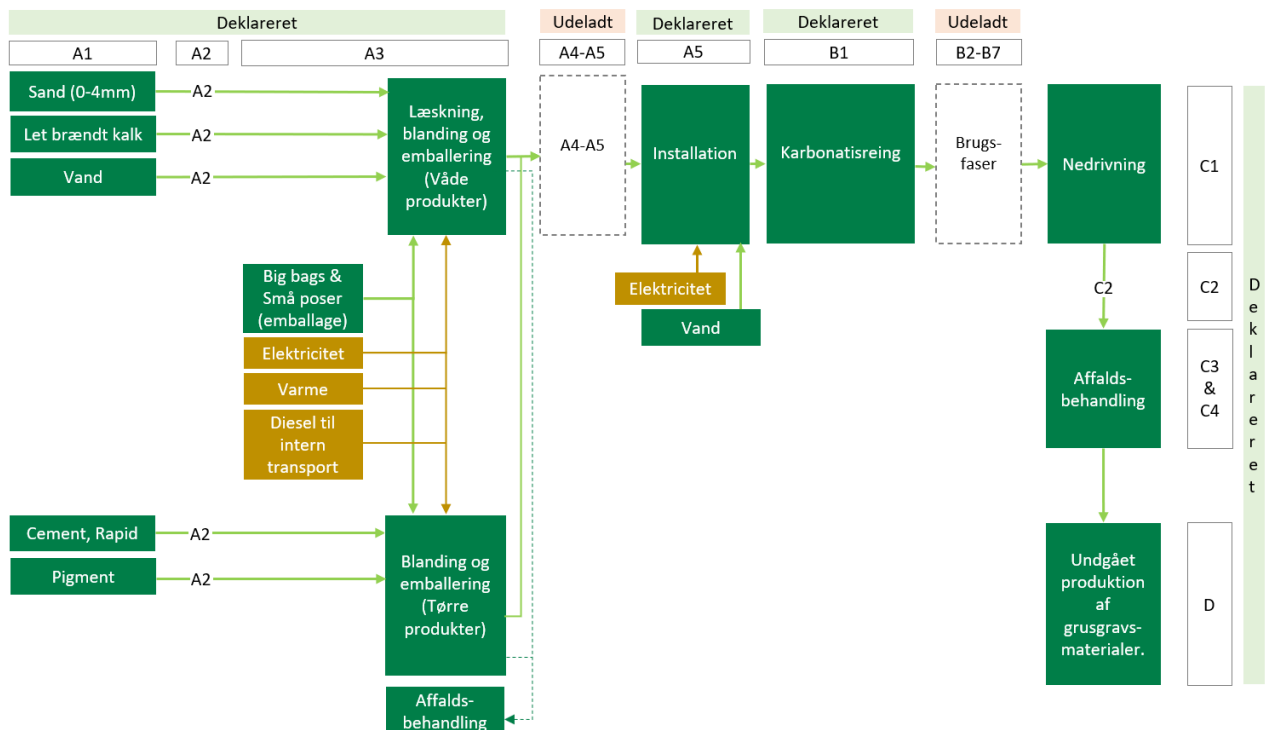 Deklareret
Udeladt
Deklareret
Deklareret
Udeladt
A1
A2
A3
A4-A5
A5
B1
B2-B7
Sand (0-4mm)
A2
Let brændt kalk
A2
Vand
A2
Læskning,
blanding og
emballering
(Våde
produkter)
A4-A5
Installation
Karbonatisreing
Brugs-
faser
Nedrivning
C1
Big bags &
Små poser
(emballage)
Elektricitet
Varme
Diesel til
intern
transport
Elektricitet
Vand
C2
C2
Affalds-
behandling
C3
&
C4
D
e
k
l
a
r
e
r
e
t
Cement, Rapid
A2
Pigment
A2
Blanding og
emballering
(Tørre
produkter)
Affalds-
behandling
Undgået
produktion
af
grusgravs-
materialer.
D